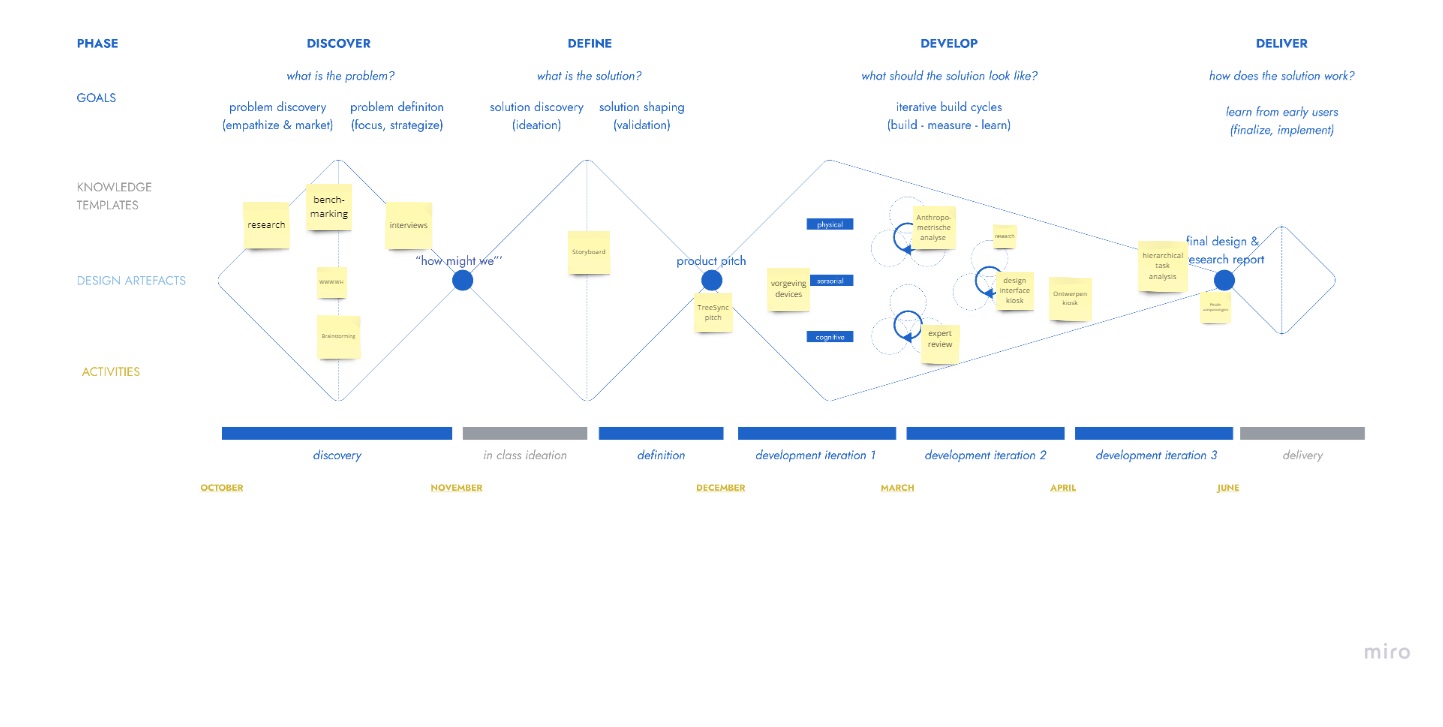 PHASE
DISCOVER
DEFINE
DEVELOP
DELIVER
what is the problem?
what is the solution?
what should the solution look like?
how does the solution work?
GOALS
problem discovery
(empathize & market)
problem definiton
(focus, strategize)
solution discovery
(ideation)
solution shaping
(validation)
iterative build cycles
(build - measure - learn)
learn from early users
(finalize, implement)
KNOWLEDGE
TEMPLATES
research
bench-
marking
interviews
physical
Anthropo-
metrische
analyse
research
"how might we"
Storyboard
product pitch
final design &
research report
hierarchical
task
analysis
DESIGN ARTEFACTS
WWWWH
vorgeving
devices
sensorial
design
interface
kiosk
Ontwerpen
kiosk
TreeSync
pitch
Brainstorming
cognitive
expert
review
ACTIVITIES
discovery
in class ideation
definition
development iteration 1
development iteration 2
development iteration 3
delivery
OCTOBER
NOVEMBER
DECEMBER
MARCH
APRIL
JUNE
miro